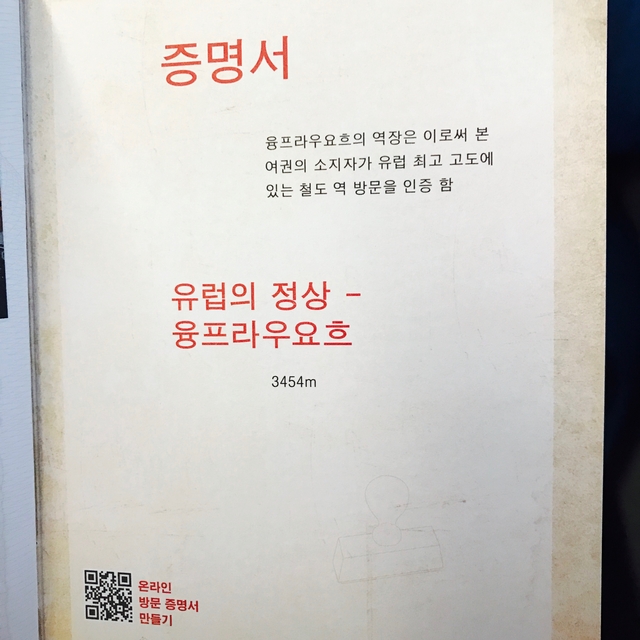 증명서
융프라우요흐의 역장은 이로써 본
여권의 소지자가 유럽 최고 고도에
있는 철도 역 방문을 인증 함
유럽의 정상 –
융프라우요흐
3454m
온라인
방문 증명서
만들기